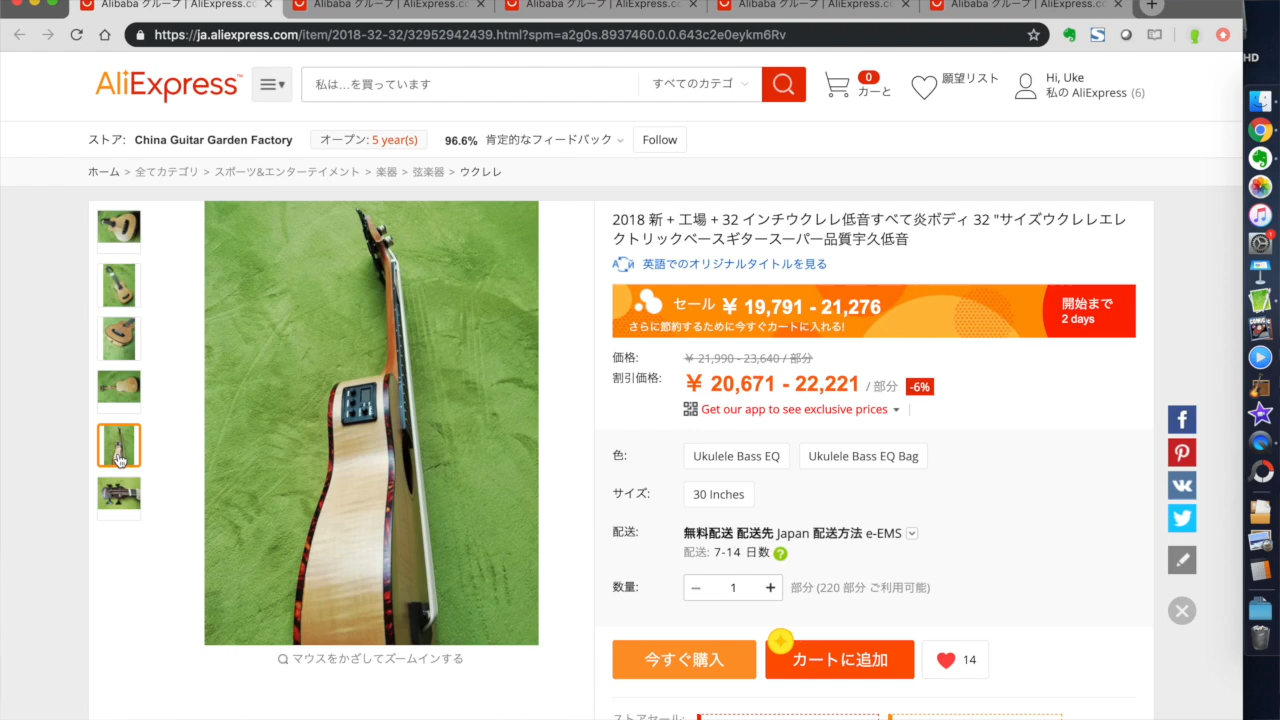 Alibaba グループ | AliExpress.c
Alibaba グループ | AliExpress.co
Alibaba グループ | AliExpress.co
Alibaba グループ | AliExpress.co
Alibaba グループ | AliExpress.co
https://ja.aliexpress.com/item/2018-32-32/32952942439.html?spm=a2g0s.8937460.0.0.643c2e0eykm6Rv
HD
AliExpress™
私は...を買っています
すべてのカテゴ
0
カーと
願望リスト
Hi, Uke
私の AliExpress (6)
ストア: China Guitar Garden Factory
オープン: 5 year(s)
96.6% 肯定的なフィードバック
Follow
ホーム > 全てカテゴリ > スポーツ&エンターテイメント > 楽器 > 弦楽器 > ウクレレ
2018 新 + 工場 + 32 インチウクレレ低音すべて炎ボディ 32 "サイズウクレレエレ
クトリックベースギタースーパー品質宇久低音
英語でのオリジナルタイトルを見る
セール ¥ 19,791 - 21,276
さらに節約するために今すぐカートに入れる!
開始まで
2 days
価格: ¥ 21,990 - 23,640 / 部分
割引価格: ¥ 20,671 - 22,221 / 部分 -6%
Get our app to see exclusive prices
色: Ukulele Bass EQ Ukulele Bass EQ Bag
サイズ: 30 Inches
配送: 無料配送 配送先 Japan 配送方法 e-EMS
配送: 7-14 日数
数量: − 1 + 部分 (220 部分 ご利用可能)
マウスをかざしてズームインする
今すぐ購入
カートに追加
14
ストアセール: